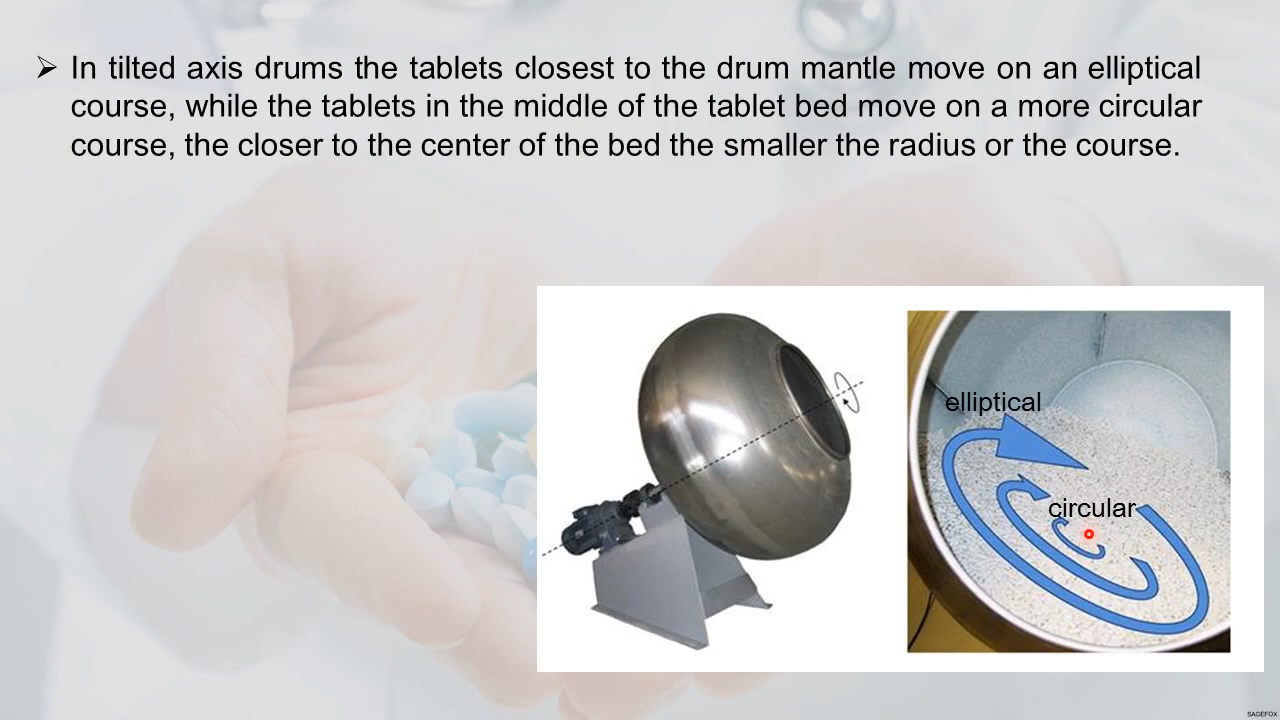 ➢ In tilted axis drums the tablets closest to the drum mantle move on an elliptical
course, while the tablets in the middle of the tablet bed move on a more circular
course, the closer to the center of the bed the smaller the radius or the course.
elliptical
circular
SAGEFOX